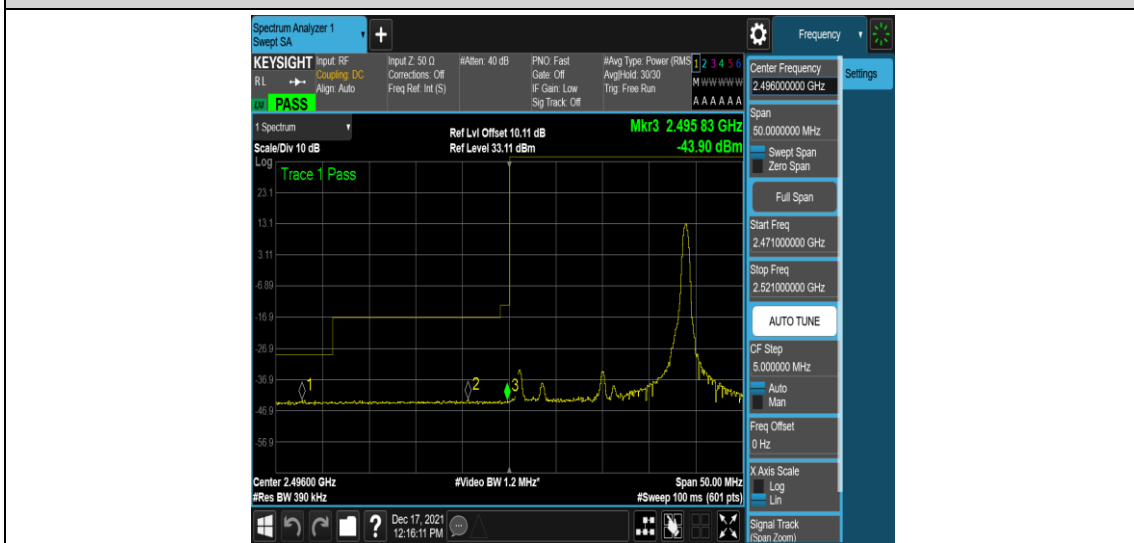 Spectrum Analyzer 1
Swept SA
+
Frequency
KEYSIGHT
RL
LV PASS
Input: RF
Coupling: DC
Align: Auto
Input Z: 50 Ω
Corrections: Off
Freq Ref: Int (S)
#Atten: 40 dB
PNO: Fast
Gate: Off
IF Gain: Low
Sig Track: Off
#Avg Type: Power (RMS
Avg|Hold: 30/30
Trig: Free Run
1 2 3 4 5 6
M W W W W W
A A A A A A
1 Spectrum
Scale/Div 10 dB
Ref Lvl Offset 10.11 dB
Ref Level 33.11 dBm
Mkr3 2.495 83 GHz
-43.90 dBm
Log
Trace 1 Pass
23.1
13.1
3.11
-6.89
-16.9
-26.9
-36.9
-46.9
-56.9
1
2
3
Center 2.49600 GHz
#Video BW 1.2 MHz*
Span 50.00 MHz
#Res BW 390 kHz
#Sweep 100 ms (601 pts)
?
Dec 17, 2021
12:16:11 PM
Center Frequency
2.496000000 GHz
Settings
Span
50.0000000 MHz
Swept Span
Zero Span
Full Span
Start Freq
2.471000000 GHz
Stop Freq
2.521000000 GHz
AUTO TUNE
CF Step
5.000000 MHz
Auto
Man
Freq Offset
0 Hz
X Axis Scale
Log
Lin
Signal Track
(Span Zoom)